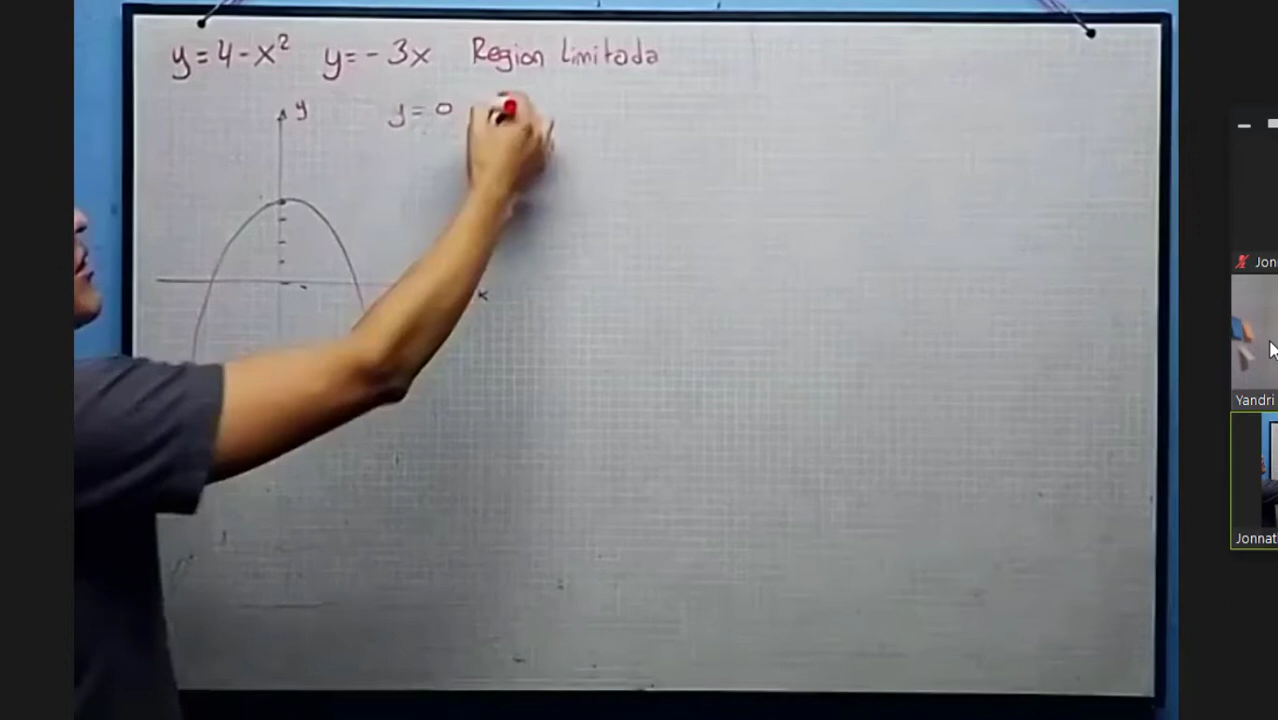 y = 4 - x² y = - 3x Region Limitada
y y = 0
x
Jon
Yandri
Jonnat